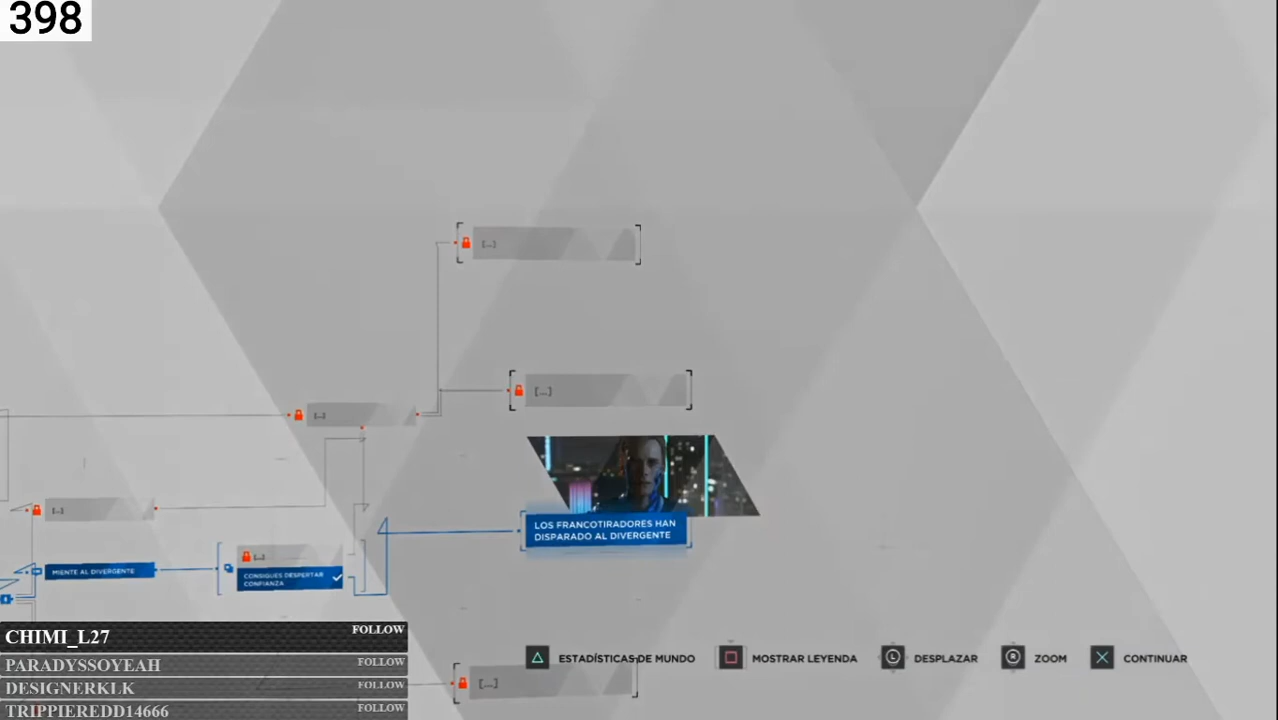 398
[...]
[...]
[...]
[...]
LOS FRANCOTIRADORES HAN
DISPARADO AL DIVERGENTE
[...]
MIENTE AL DIVERGENTE
CONSIGUES DESPERTAR
CONFIANZA
CHIMI_L27 FOLLOW
PARADYSSOYEAH FOLLOW
DESIGNERKLK FOLLOW
TRIPPIEREDD14666 FOLLOW
ESTADÍSTICAS DE MUNDO
MOSTRAR LEYENDA
L DESPLAZAR
R ZOOM
CONTINUAR
[...]